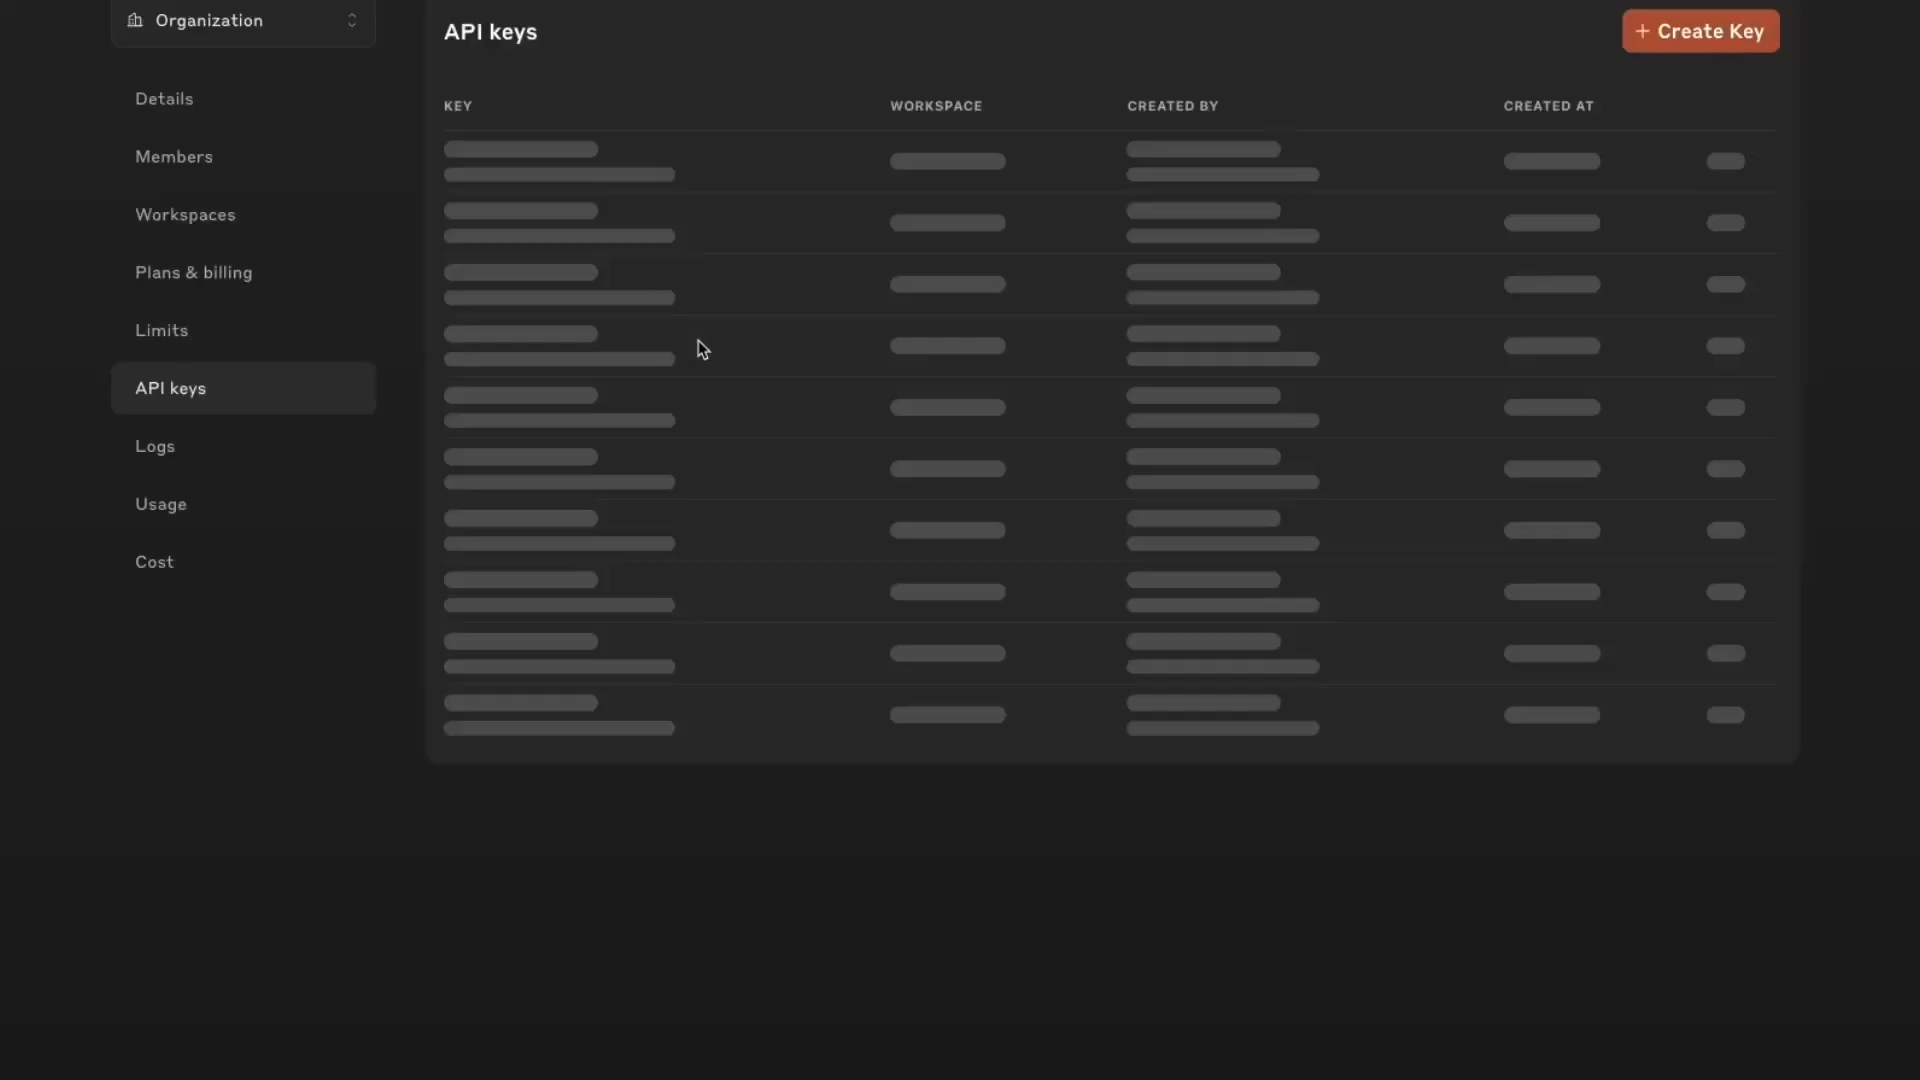 Organization
Details
Members
Workspaces
Plans & billing
Limits
API keys
Logs
Usage
Cost
API keys
+ Create Key
KEY WORKSPACE CREATED BY CREATED AT